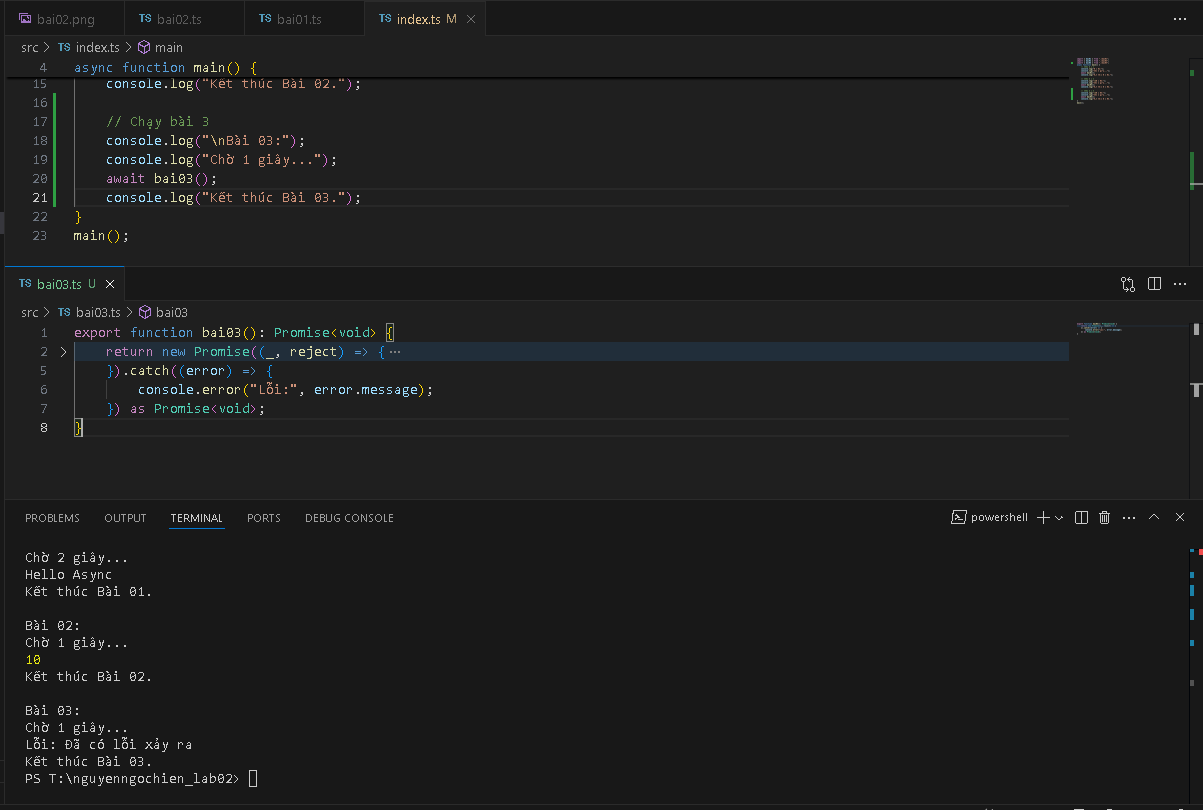 bai02.png TS bai02.ts TS bai01.ts TS index.ts M
src > TS index.ts > main
4 async function main() {
15 console.log("Kết thúc Bài 02.");
16
17 // Chạy bài 3
18 console.log("\nBài 03:");
19 console.log("Chờ 1 giây...");
20 await bai03();
21 console.log("Kết thúc Bài 03.");
22 }
23 main();
TS bai03.ts U
src > TS bai03.ts > bai03
1 export function bai03(): Promise<void> {
2 return new Promise((_, reject) => {
5 }).catch((error) => {
6 console.error("Lỗi:", error.message);
7 }) as Promise<void>;
8 }
PROBLEMS OUTPUT TERMINAL PORTS DEBUG CONSOLE powershell
Chờ 2 giây...
Hello Async
Kết thúc Bài 01.
Bài 02:
Chờ 1 giây...
10
Kết thúc Bài 02.
Bài 03:
Chờ 1 giây...
Lỗi: Đã có lỗi xảy ra
Kết thúc Bài 03.
PS T:\nguyenngochien_lab02>